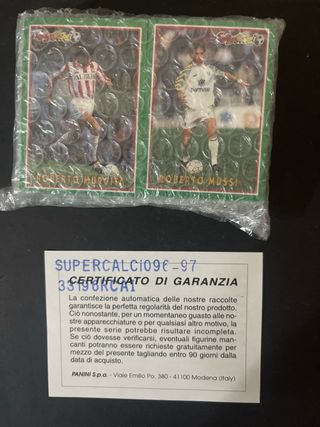 ROBERTO MUSSI
SUPERCALCIO96-97
33196RCAI
CERTIFICATO DI GARANZIA
La confezione automatica delle nostre raccolte
garantisce la perfetta regolarità del nostro prodotto.
Ciò nonostante, per un momentaneo guasto alle no-
stre apparecchiature o per qualsiasi altro motivo, la
presente serie potrebbe risultare incompleta.
Se ciò dovesse verificarsi, eventuali figurine man-
canti potranno essere richieste gratuitamente per
mezzo del presente tagliando entro 90 giorni dalla
data di acquisto.
PANINI S.p.a. - Viale Emilio Po, 380 - 41100 Modena (Italy)